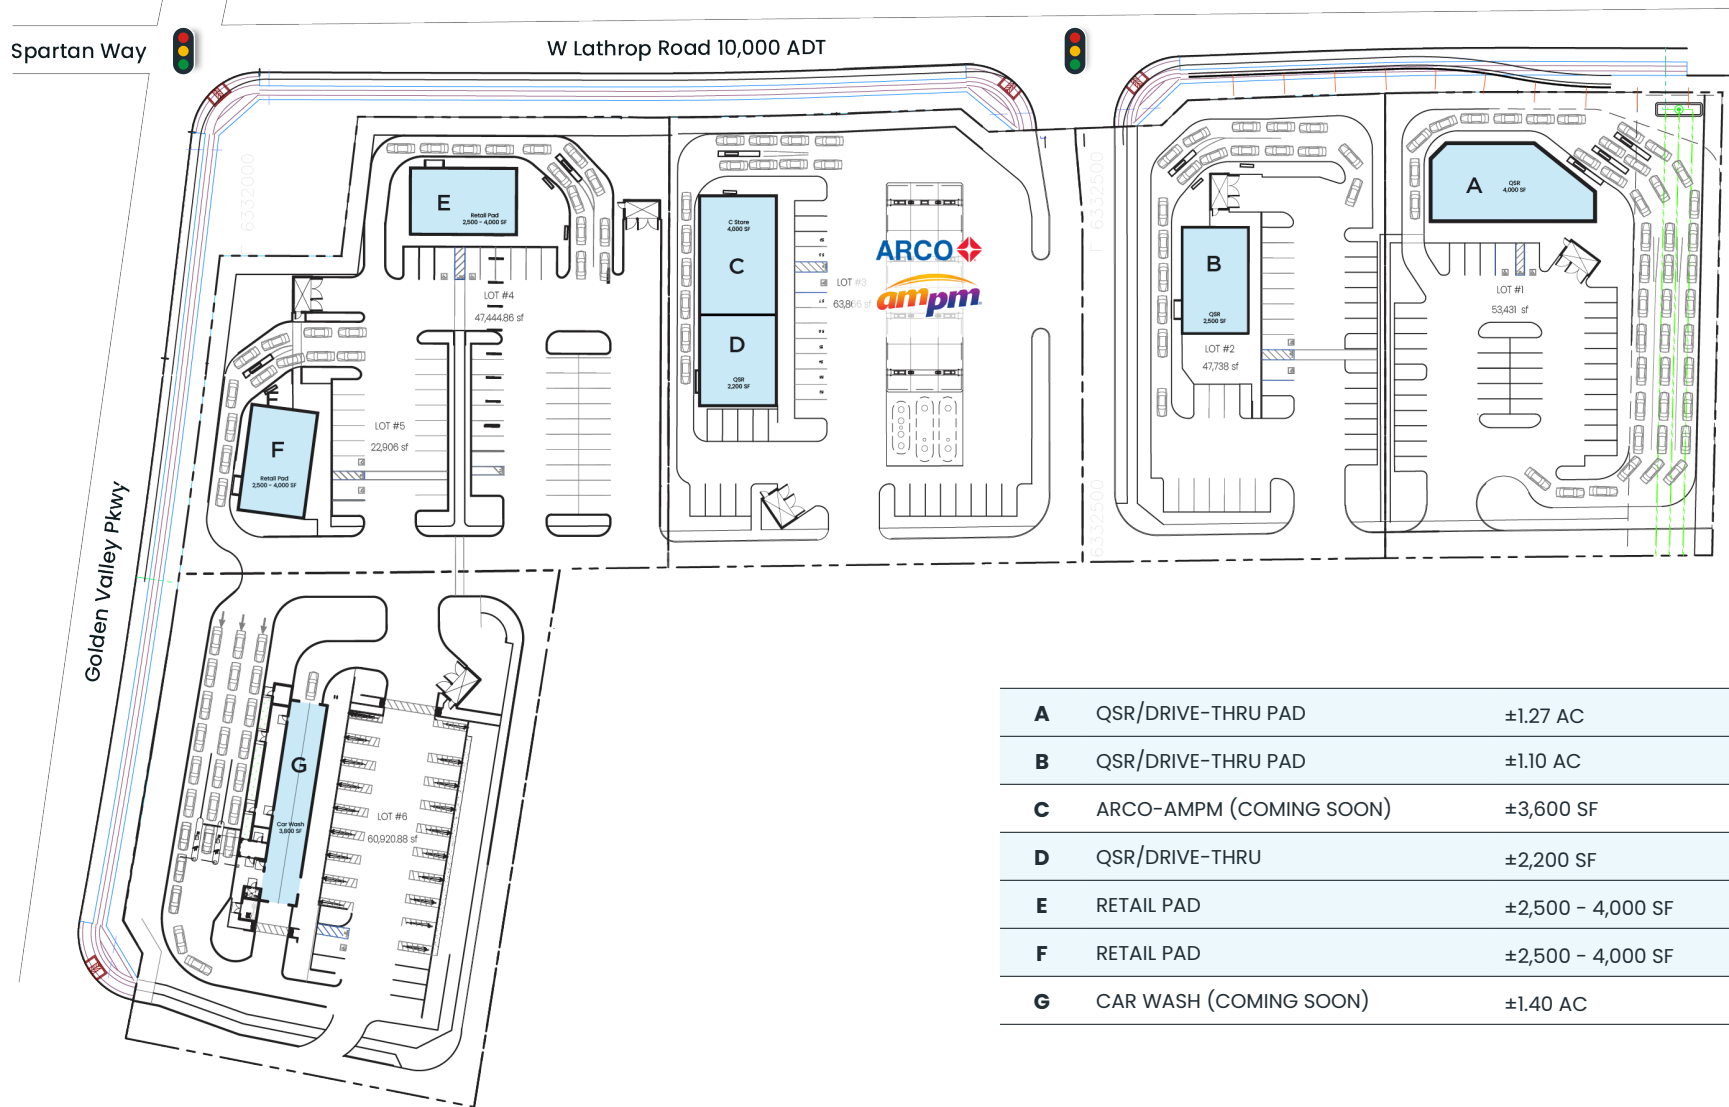 Spartan Way
W Lathrop Road 10,000 ADT
Golden Valley Pkwy
6332000
6332500
6332500
E
Retail Pad
2,500 - 4,000 SF
LOT #4
47,444.86 sf
F
Retail Pad
2,500 - 4,000 SF
LOT #5
22,906 sf
C Store
4,000 SF
C
D
QSR
2,200 SF
LOT #3
63,866 sf
ARCO
ampm
B
QSR
2,500 SF
LOT #2
47,738 sf
A
QSR
4,000 SF
LOT #1
53,431 sf
G
Car Wash
3,800 SF
LOT #6
60,920.88 sf
A QSR/DRIVE-THRU PAD ±1.27 AC
B QSR/DRIVE-THRU PAD ±1.10 AC
C ARCO-AMPM (COMING SOON) ±3,600 SF
D QSR/DRIVE-THRU ±2,200 SF
E RETAIL PAD ±2,500 - 4,000 SF
F RETAIL PAD ±2,500 - 4,000 SF
G CAR WASH (COMING SOON) ±1.40 AC